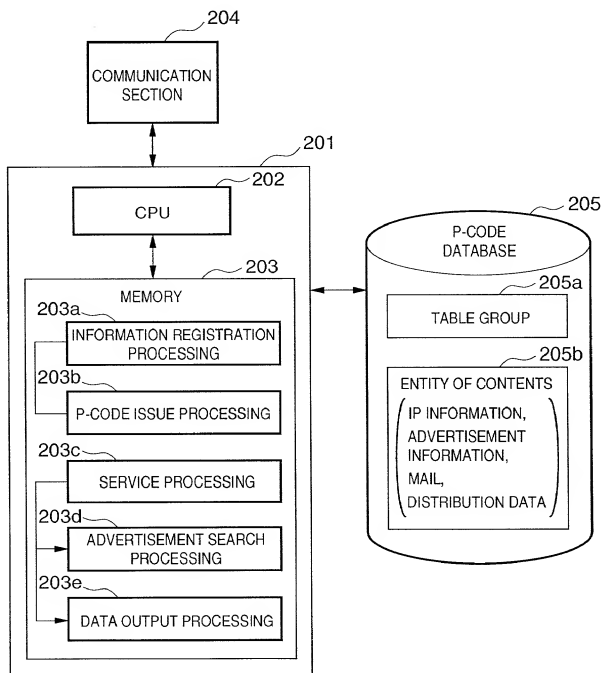 204
COMMUNICATION
SECTION
201
202
CPU
203
MEMORY
203a
INFORMATION REGISTRATION
PROCESSING
203b
P-CODE ISSUE PROCESSING
203c
SERVICE PROCESSING
203d
ADVERTISEMENT SEARCH
PROCESSING
203e
DATA OUTPUT PROCESSING
205
P-CODE
DATABASE
205a
TABLE GROUP
205b
ENTITY OF CONTENTS
IP INFORMATION,
ADVERTISEMENT
INFORMATION,
MAIL,
DISTRIBUTION DATA